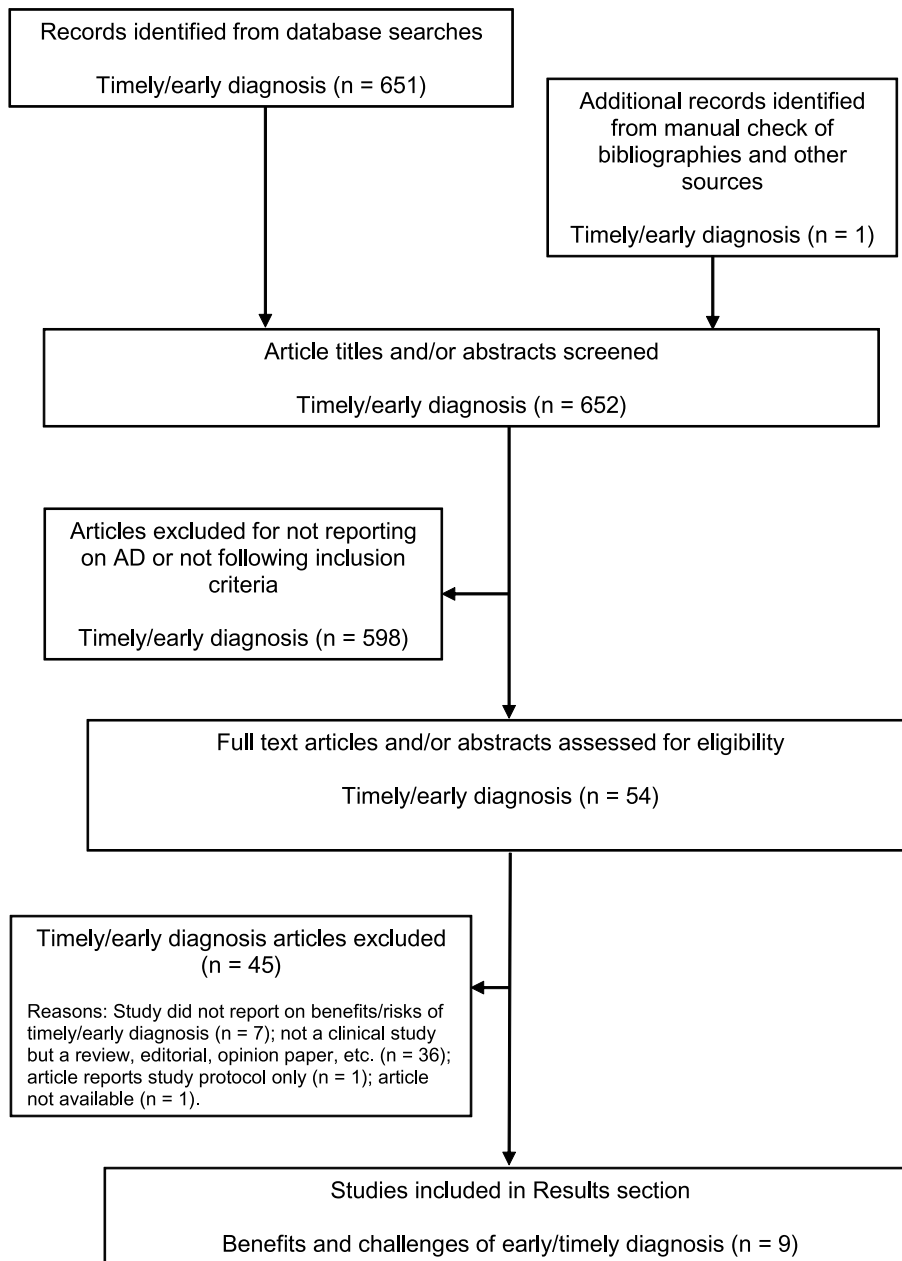 Records identified from database searches
Timely/early diagnosis (n = 651)
Additional records identified
from manual check of
bibliographies and other
sources
Timely/early diagnosis (n = 1)
Article titles and/or abstracts screened
Timely/early diagnosis (n = 652)
Articles excluded for not reporting
on AD or not following inclusion
criteria
Timely/early diagnosis (n = 598)
Full text articles and/or abstracts assessed for eligibility
Timely/early diagnosis (n = 54)
Timely/early diagnosis articles excluded
(n = 45)
Reasons: Study did not report on benefits/risks of
timely/early diagnosis (n = 7); not a clinical study
but a review, editorial, opinion paper, etc. (n = 36);
article reports study protocol only (n = 1); article
not available (n = 1).
Studies included in Results section
Benefits and challenges of early/timely diagnosis (n = 9)